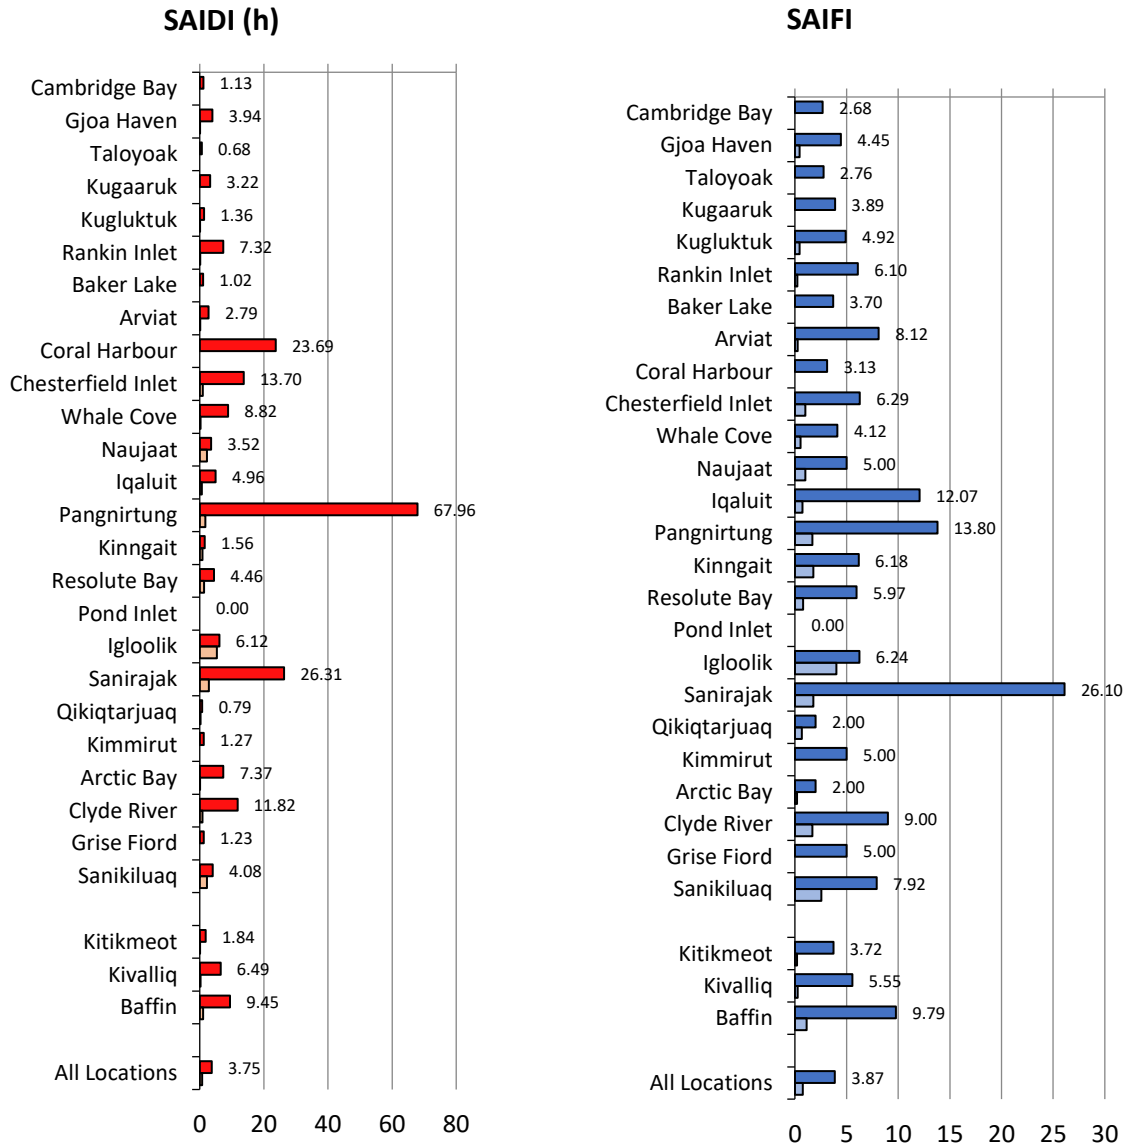 SAIDI (h)
Cambridge Bay 1.13
Gjoa Haven 3.94
Taloyoak 0.68
Kugaaruk 3.22
Kugluktuk 1.36
Rankin Inlet 7.32
Baker Lake 1.02
Arviat 2.79
Coral Harbour 23.69
Chesterfield Inlet 13.70
Whale Cove 8.82
Naujaat 3.52
Iqaluit 4.96
Pangnirtung 67.96
Kinngait 1.56
Resolute Bay 4.46
Pond Inlet 0.00
Igloolik 6.12
Sanirajak 26.31
Qikiqtarjuaq 0.79
Kimmirut 1.27
Arctic Bay 7.37
Clyde River 11.82
Grise Fiord 1.23
Sanikiluaq 4.08
Kitikmeot 1.84
Kivalliq 6.49
Baffin 9.45
All Locations 3.75
0 20 40 60 80
SAIFI
Cambridge Bay 2.68
Gjoa Haven 4.45
Taloyoak 2.76
Kugaaruk 3.89
Kugluktuk 4.92
Rankin Inlet 6.10
Baker Lake 3.70
Arviat 8.12
Coral Harbour 3.13
Chesterfield Inlet 6.29
Whale Cove 4.12
Naujaat 5.00
Iqaluit 12.07
Pangnirtung 13.80
Kinngait 6.18
Resolute Bay 5.97
Pond Inlet 0.00
Igloolik 6.24
Sanirajak 26.10
Qikiqtarjuaq 2.00
Kimmirut 5.00
Arctic Bay 2.00
Clyde River 9.00
Grise Fiord 5.00
Sanikiluaq 7.92
Kitikmeot 3.72
Kivalliq 5.55
Baffin 9.79
All Locations 3.87
0 5 10 15 20 25 30